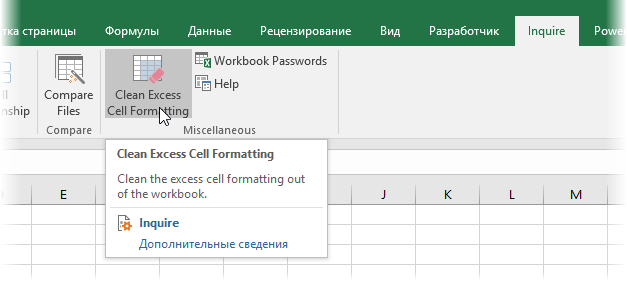 тка страницы Формулы Данные Рецензирование Вид Разработчик Inquire Powe
Compare Files
Clean Excess Cell Formatting
Workbook Passwords
Help
nship
Compare
Miscellaneous
Clean Excess Cell Formatting
Clean the excess cell formatting out
of the workbook.
Inquire
Дополнительные сведения
E J K L M